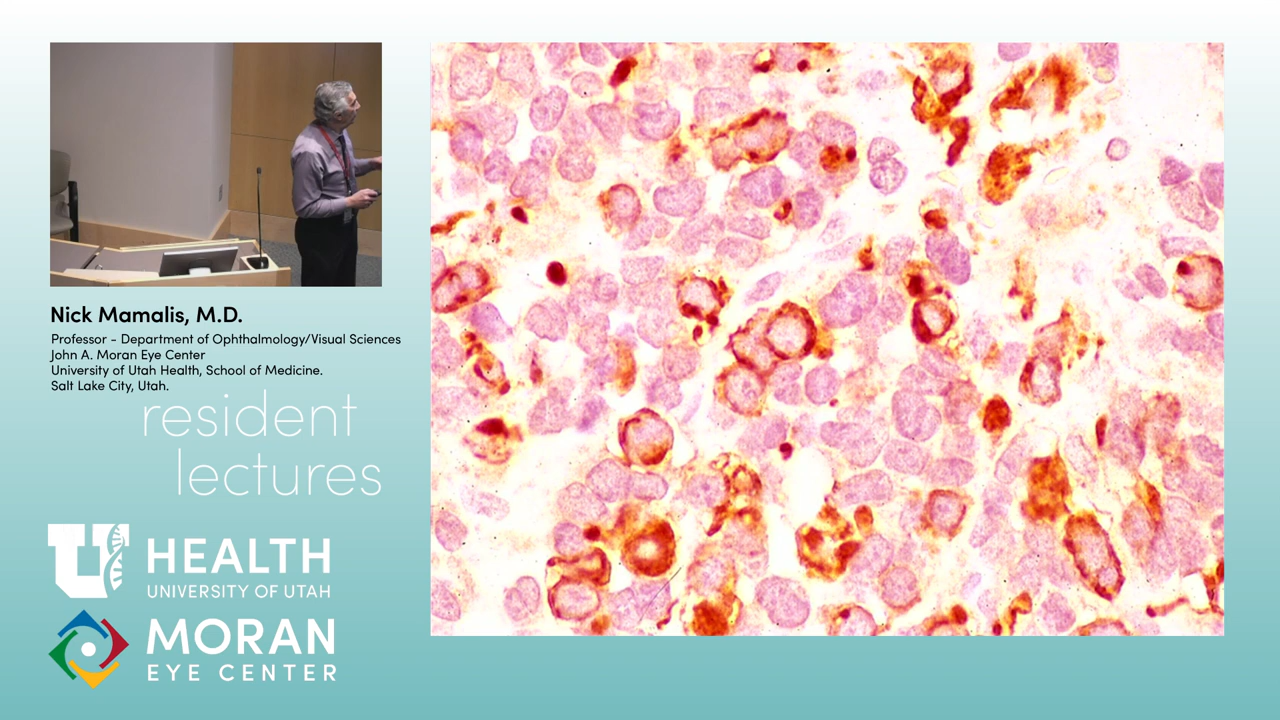 Nick Mamalis, M.D.
Professor - Department of Ophthalmology/Visual Sciences
John A. Moran Eye Center
University of Utah Health, School of Medicine.
Salt Lake City, Utah.
resident
lectures
U HEALTH
UNIVERSITY OF UTAH
MORAN
EYE CENTER